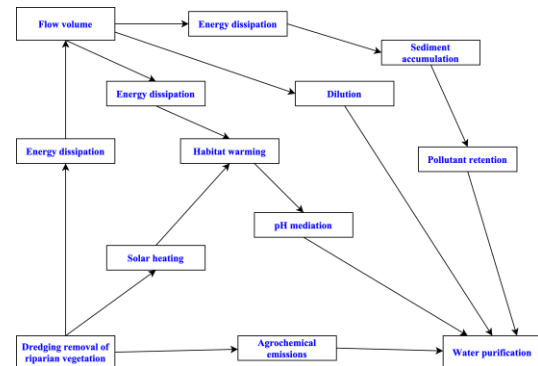 Flow volume
Energy dissipation
Sediment
accumulation
Energy dissipation
Dilution
Energy dissipation
Habitat warming
Pollutant retention
pH mediation
Solar heating
Dredging removal of
riparian vegetation
Agrochemical
emissions
Water purification